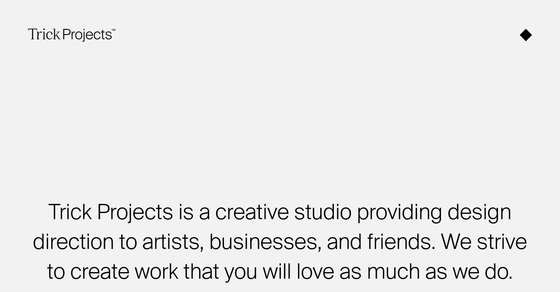 Trick Projects™
Trick Projects is a creative studio providing design
direction to artists, businesses, and friends. We strive
to create work that you will love as much as we do.